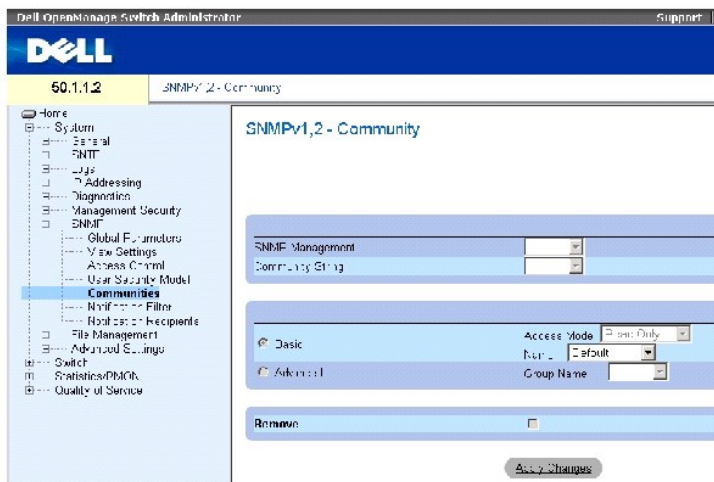 Dell OpenManage Switch Administrator
Support
DELL
50.1.1.2
SNMPv1,2 - Community
Home
System
General
SNTP
Logs
IP Addressing
Diagnostics
Management Security
SNMP
Global Parameters
View Settings
Access Control
User Security Model
Communities
Notification Filter
Notification Recipients
File Management
Advanced Settings
Switch
Statistics/RMON
Quality of Service
SNMPv1,2 - Community
SNMP Management
Community String
Basic
Access Mode Read Only
Name Default
Advanced
Group Name
Remove
Apply Changes